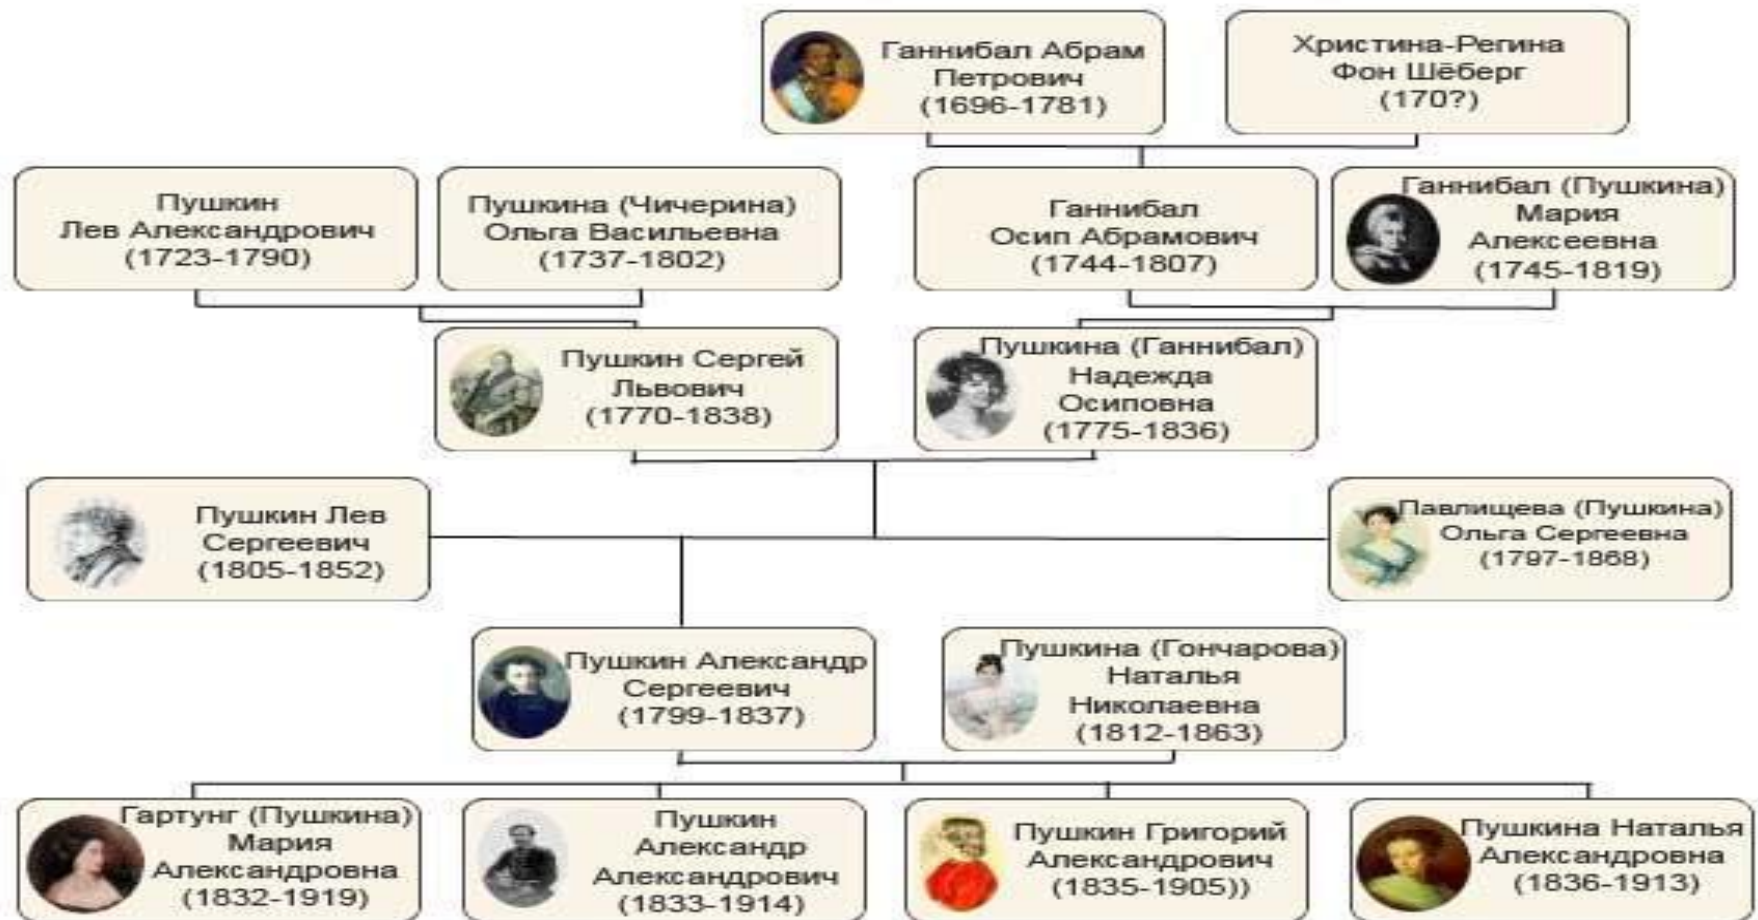 Ганнибал Абрам
Петрович
(1696-1781)
Христина-Регина
Фон Шёберг
(170?)
Пушкин
Лев Александрович
(1723-1790)
Пушкина (Чичерина)
Ольга Васильевна
(1737-1802)
Ганнибал
Осип Абрамович
(1744-1807)
Ганнибал (Пушкина)
Мария
Алексеевна
(1745-1819)
Пушкин Сергей
Львович
(1770-1838)
Пушкина (Ганнибал)
Надежда
Осиповна
(1775-1836)
Пушкин Лев
Сергеевич
(1805-1852)
Павлищева (Пушкина)
Ольга Сергеевна
(1797-1868)
Пушкин Александр
Сергеевич
(1799-1837)
Пушкина (Гончарова)
Наталья
Николаевна
(1812-1863)
Гартунг (Пушкина)
Мария
Александровна
(1832-1919)
Пушкин
Александр
Александрович
(1833-1914)
Пушкин Григорий
Александрович
(1835-1905))
Пушкина Наталья
Александровна
(1836-1913)